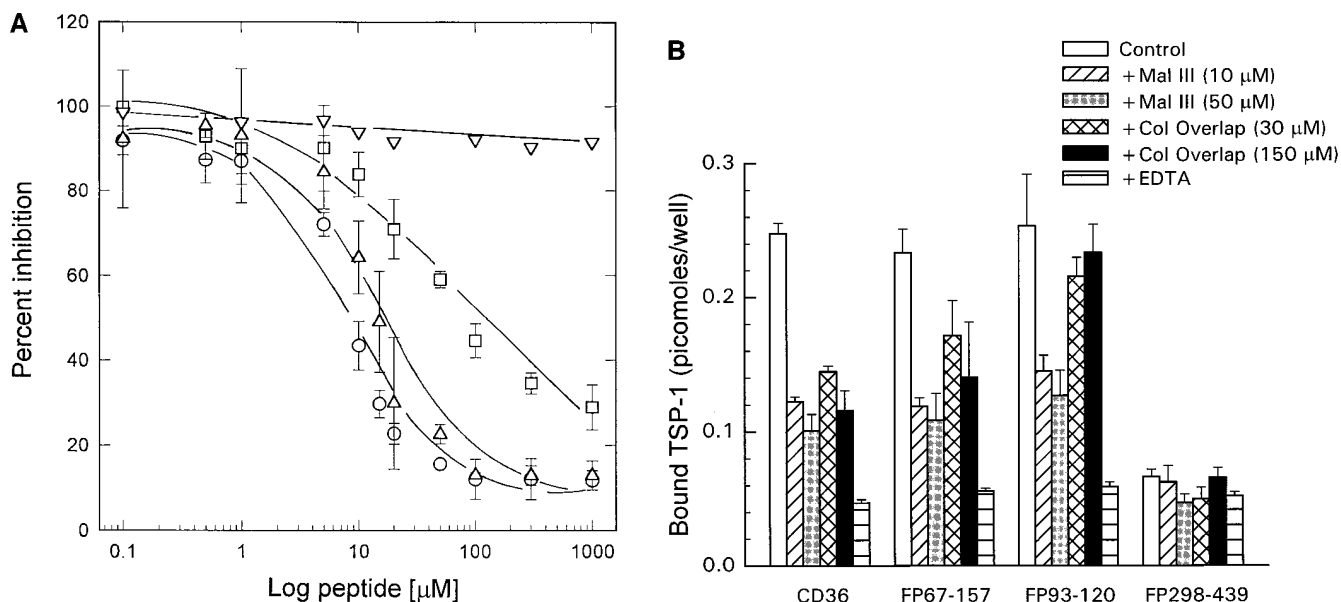 A
120
100
80
60
40
20
0
Percent inhibition
0.1 1 10 100 1000
Log peptide [μM]
B
Control
+Mal III (10 μM)
+Mal III (50 μM)
+Col Overlap (30 μM)
+Col Overlap (150 μM)
+EDTA
0.3
0.2
0.1
0.0
Bound TSP-1 (picomoles/well)
CD36 FP67-157 FP93-120 FP298-439